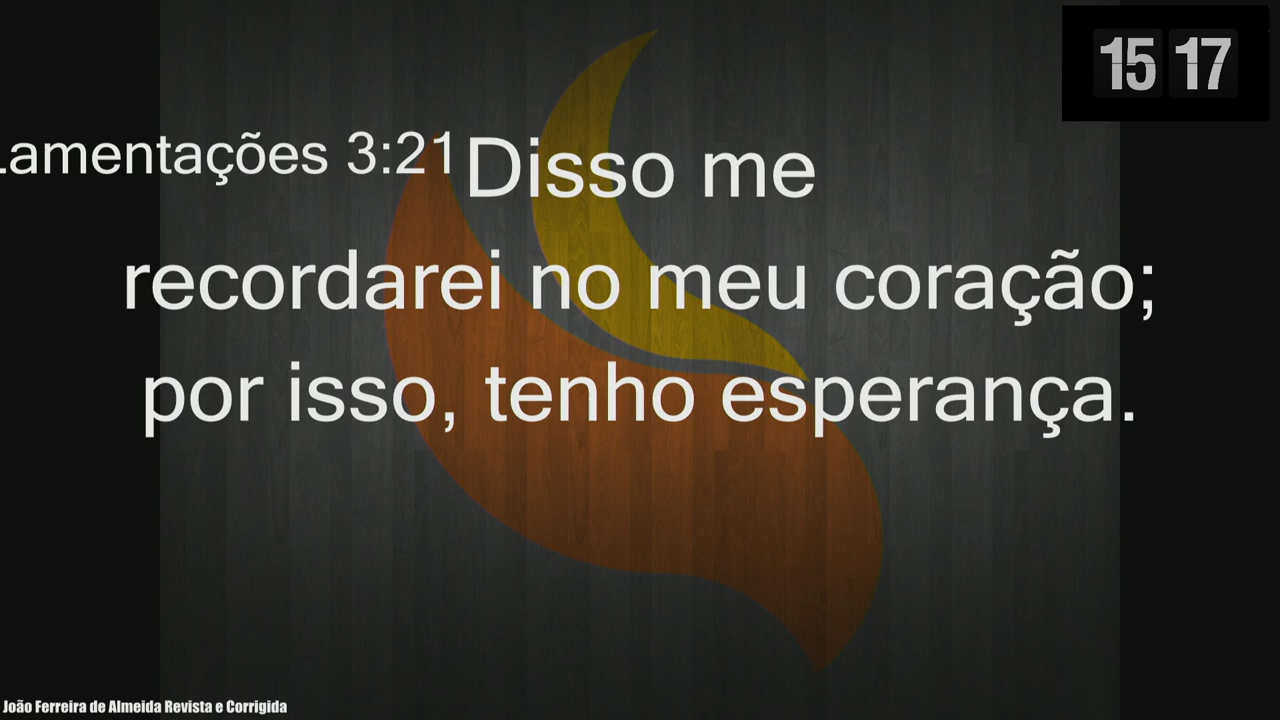 15 17
Lamentações 3:21 Disso me
recordarei no meu coração;
por isso, tenho esperança.
João Ferreira de Almeida Revista e Corrigida